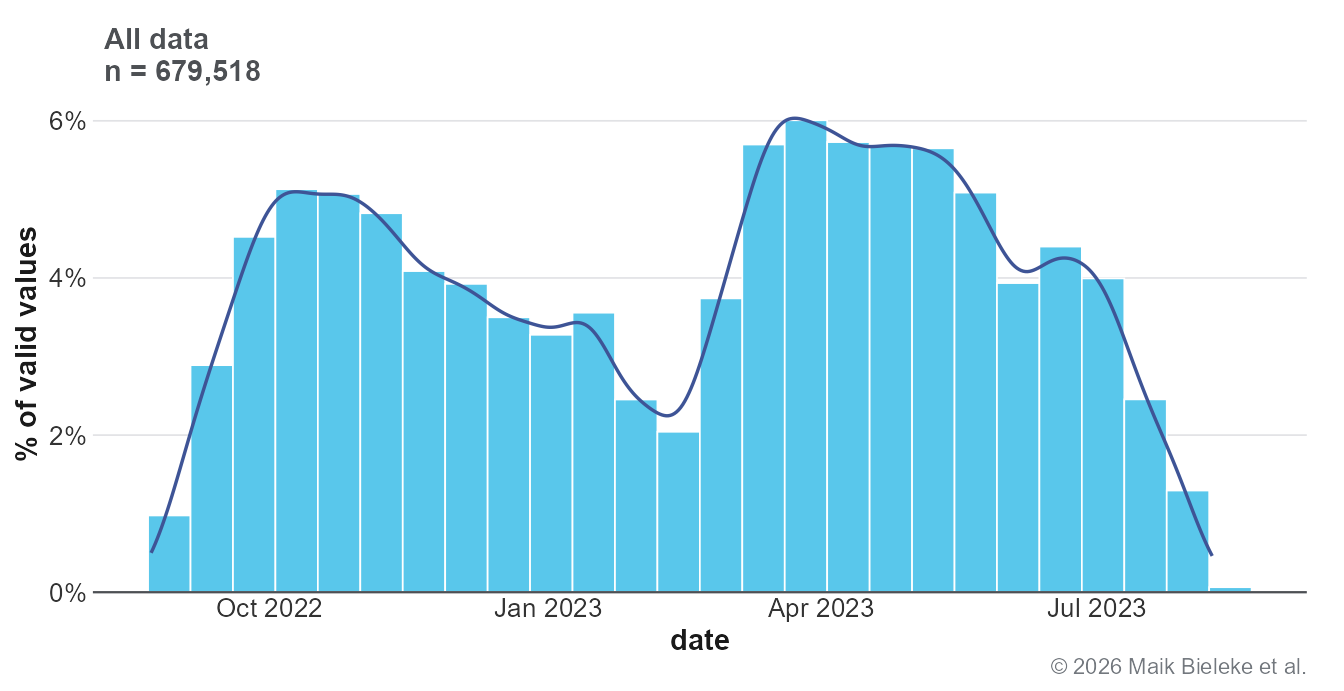 All data
n = 679,518
% of valid values
6%
4%
2%
0%
Oct 2022
Jan 2023
Apr 2023
Jul 2023
date
© 2026 Maik Bieleke et al.